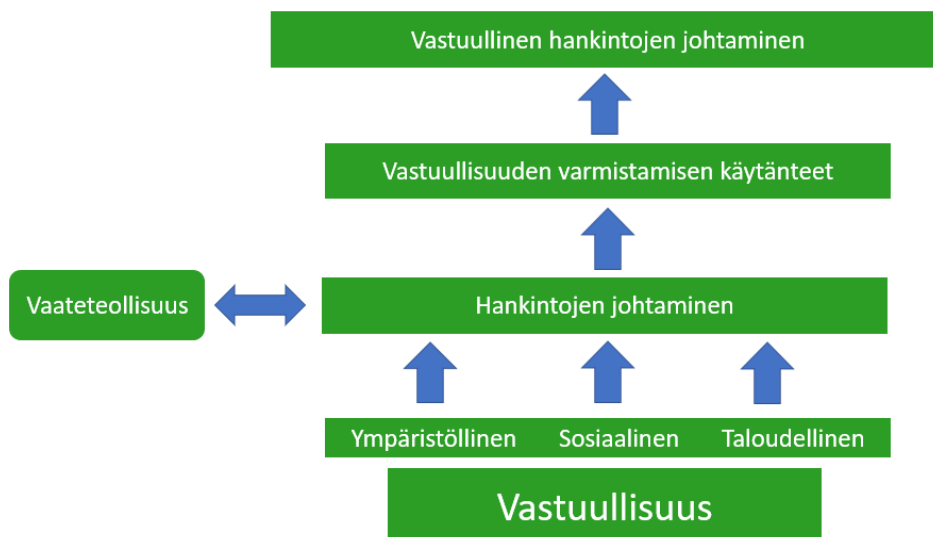 Vastuullinen hankintojen johtaminen
Vastuullisuuden varmistamisen käytänteet
Vaateteollisuus
Hankintojen johtaminen
Ympäristöllinen Sosiaalinen Taloudellinen
Vastuullisuus